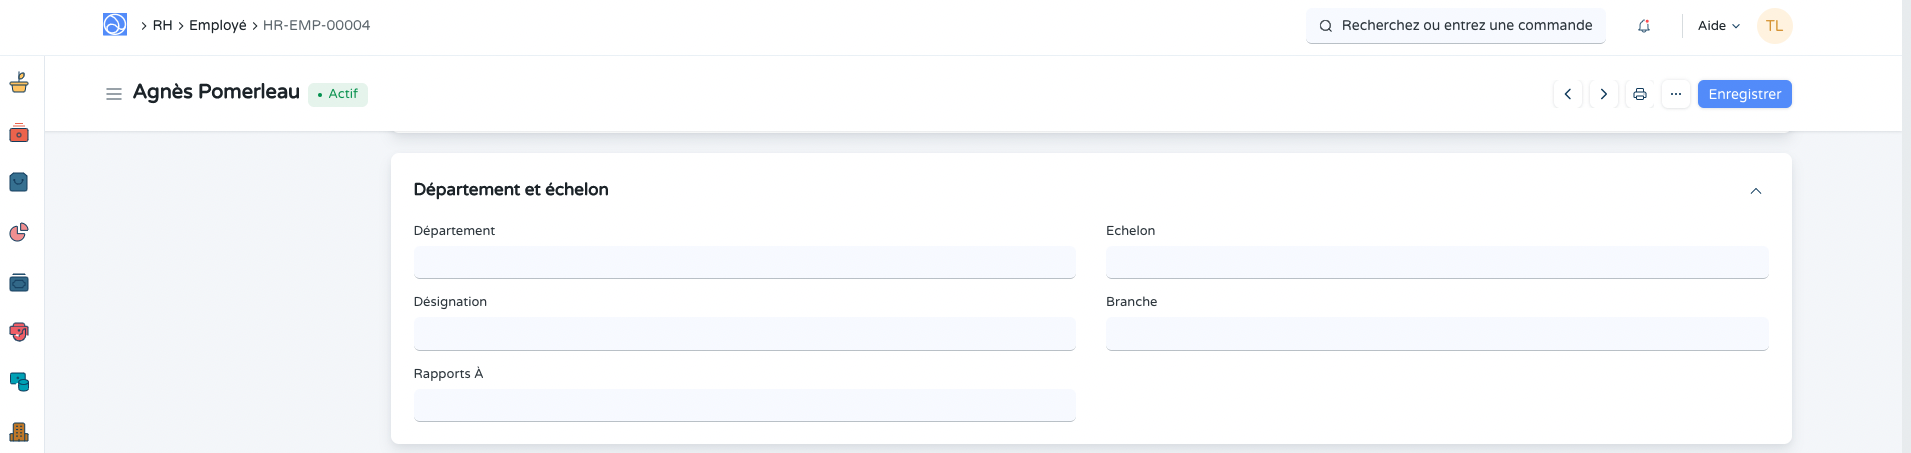 RH > Employé > HR-EMP-00004
Recherchez ou entrez une commande
Aide
TL
Agnès Pomerleau
Actif
Enregistrer
Département et échelon
Département
Echelon
Désignation
Branche
Rapports À